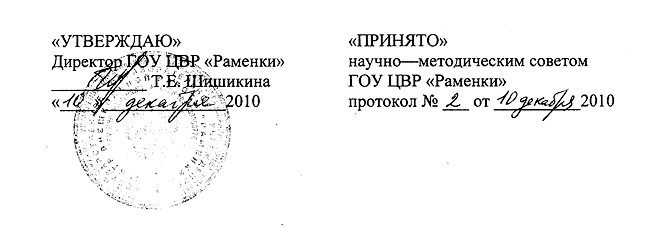 «УТВЕРЖДАЮ»
Директор ГОУ ЦВР «Раменки»
Т.Е. Шишикина
«10» декабря 2010
«ПРИНЯТО»
научно—методическим советом
ГОУ ЦВР «Раменки»
протокол № 2 от 10 декабря 2010